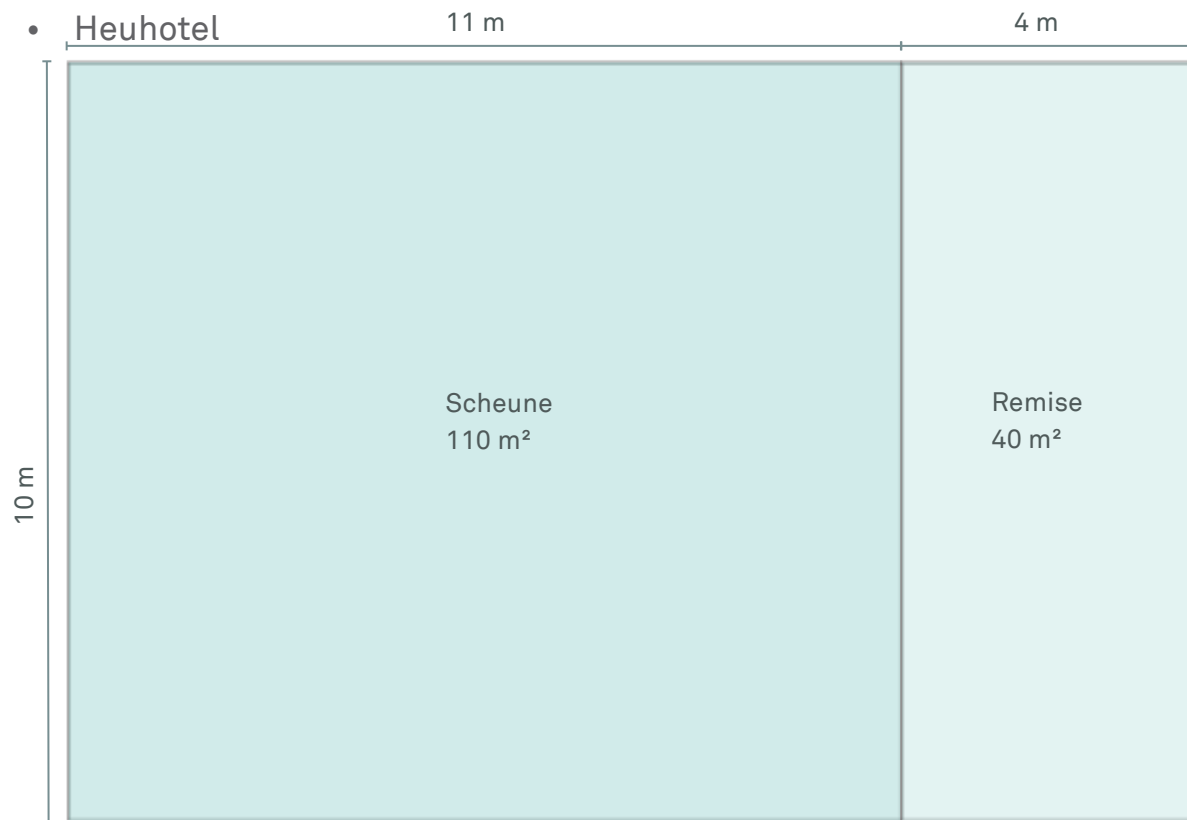 • Heuhotel
11 m
4 m
Scheune
110 m²
Remise
40 m²
10 m